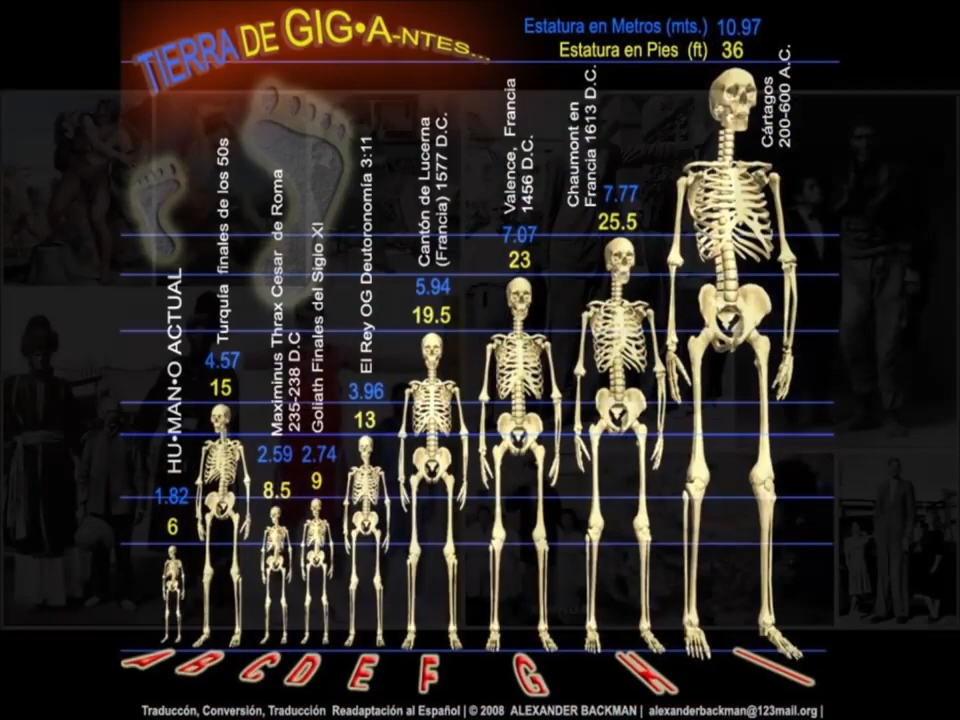 TIERRA DE GIG•A-NTES...
Estatura en Metros (mts.) 10.97
Estatura en Pies (ft) 36
HU•MAN•O ACTUAL
1.82
6
Turquía finales de los 50s
4.57
15
Maximinus Thrax Cesar de Roma
235-238 D.C
2.59
8.5
Goliath Finales del Siglo XI
2.74
9
El Rey OG Deutoronomía 3:11
3.96
13
Cantón de Lucerna
(Francia) 1577 D.C.
5.94
19.5
Valence, Francia
1456 D.C.
7.07
23
Chaumont en
Francia 1613 D.C.
7.77
25.5
Cártagos
200-600 A.C.
A B C D E F G H I
Traduccón, Conversión, Traducción Readaptación al Español | © 2008 ALEXANDER BACKMAN | alexanderbackman@123mail.org |